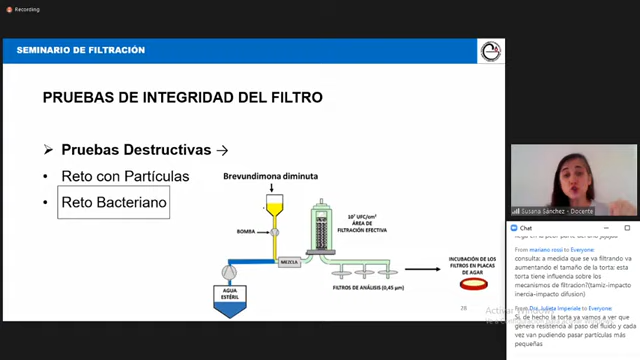 Recording
SEMINARIO DE FILTRACIÓN
PRUEBAS DE INTEGRIDAD DEL FILTRO
Pruebas Destructivas →
Reto con Partículas
Reto Bacteriano
Brevundimona diminuta
BOMBA
MEZCLA
AGUA
ESTÉRIL
10⁷ UFC/cm²
ÁREA DE
FILTRACIÓN EFECTIVA
FILTROS DE ANÁLISIS (0,45 µm)
INCUBACIÓN DE LOS
FILTROS EN PLACAS
DE AGAR
28
Activar Windows
Susana Sánchez - Docente
Chat
From mariano rossi to Everyone:
consulta: a medida que se va filtrando va
aumentando el tamaño de la torta: esta
torta tiene influencia sobre los
mecanismos de filtración?(tamiz-impacto
inercia-impacto difusion)
From Dra. Julieta Imperiale to Everyone:
Si, de hecho la torta ya vamos a ver que
genera resistencia al paso del fluido y cada
vez van pudiendo pasar partículas más
pequeñas